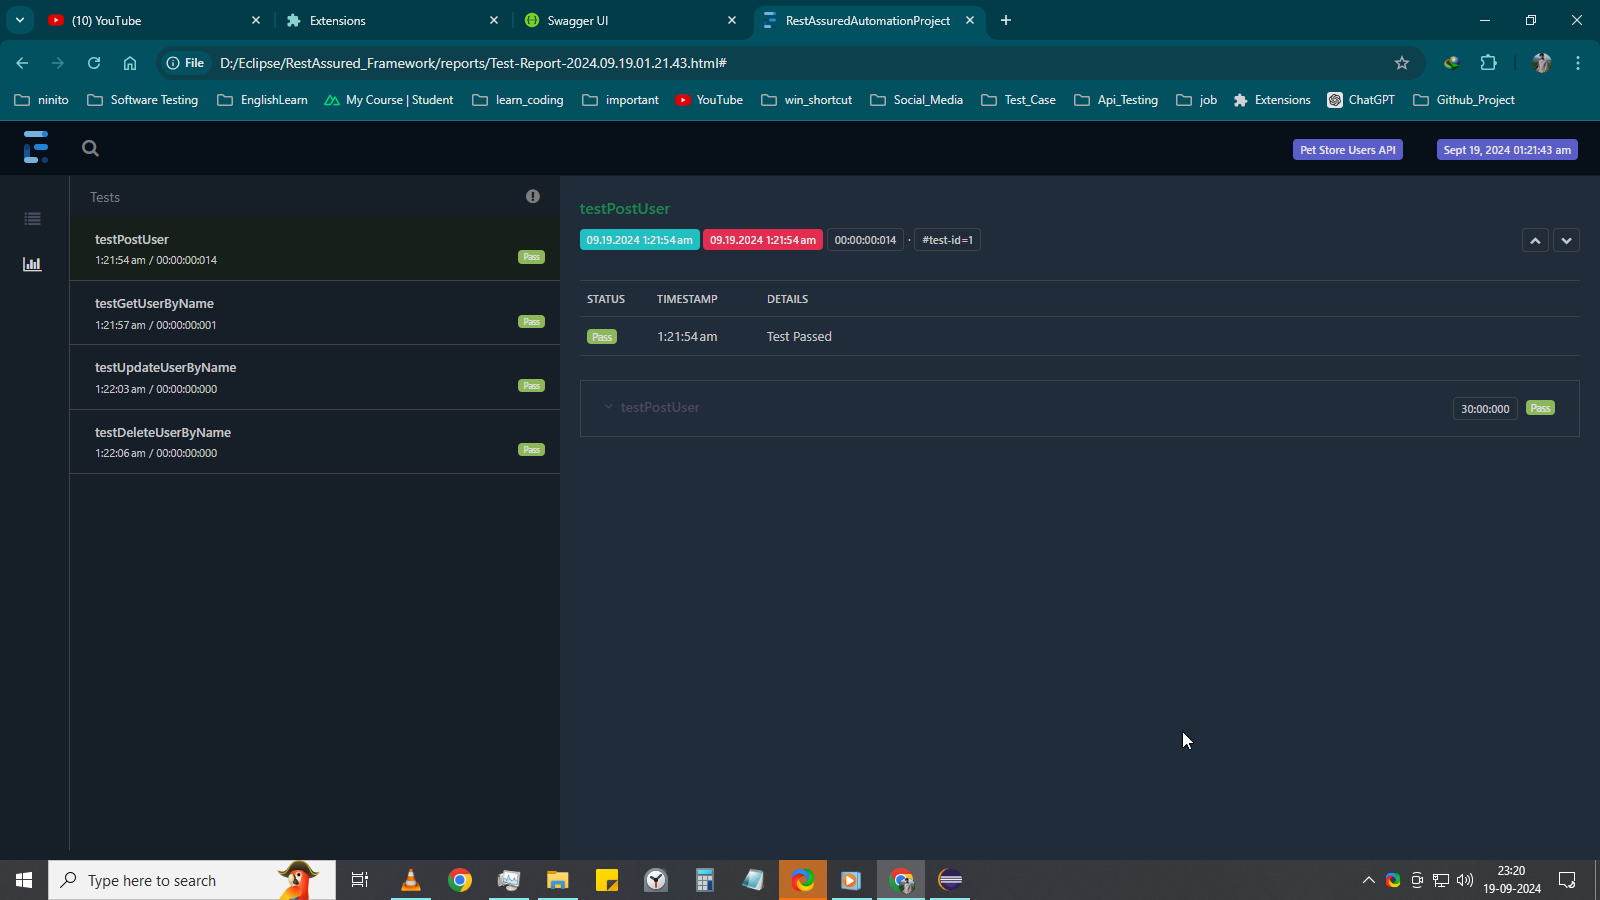 (10) YouTube
Extensions
Swagger UI
RestAssuredAutomationProject
File
D:/Eclipse/RestAssured_Framework/reports/Test-Report-2024.09.19.01.21.43.html#
ninito
Software Testing
EnglishLearn
My Course | Student
learn_coding
important
YouTube
win_shortcut
Social_Media
Test_Case
Api_Testing
job
Extensions
ChatGPT
Github_Project
Pet Store Users API
Sept 19, 2024 01:21:43 am
Tests
testPostUser
1:21:54 am / 00:00:00:014
Pass
testGetUserByName
1:21:57 am / 00:00:00:001
Pass
testUpdateUserByName
1:22:03 am / 00:00:00:000
Pass
testDeleteUserByName
1:22:06 am / 00:00:00:000
Pass
testPostUser
09.19.2024 1:21:54 am
09.19.2024 1:21:54 am
00:00:00:014
· #test-id=1
STATUS TIMESTAMP DETAILS
Pass 1:21:54 am Test Passed
testPostUser
30:00:000
Pass
Type here to search
23:20
19-09-2024